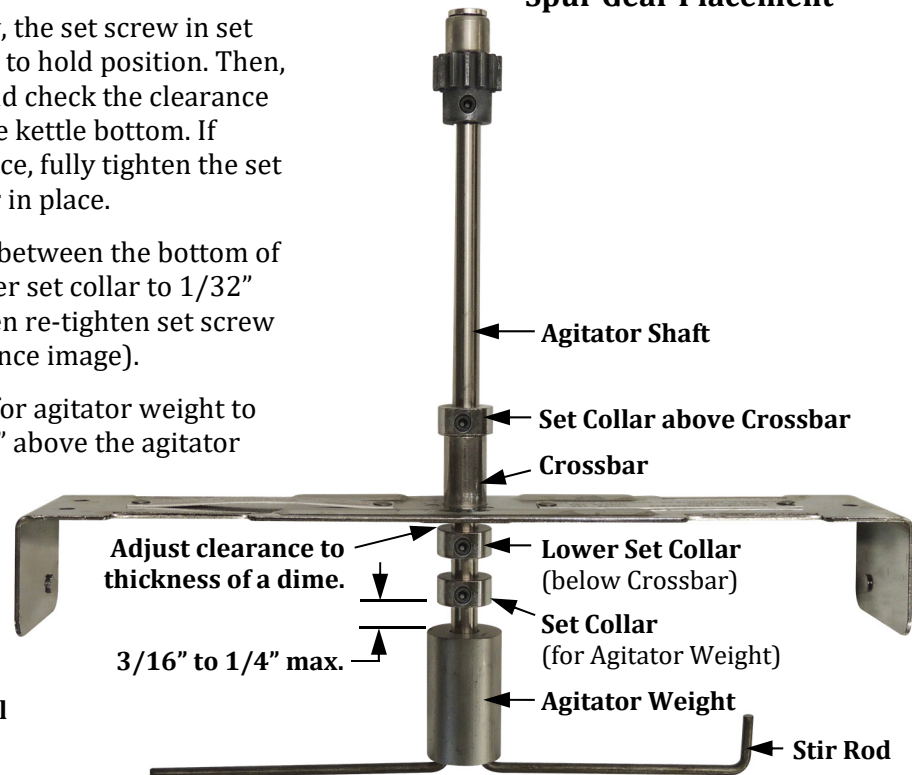 Spur Gear Placement
, the set screw in set
to hold position. Then,
d check the clearance
e kettle bottom. If
ce, fully tighten the set
in place.
between the bottom of
er set collar to 1/32”
en re-tighten set screw
nce image).
for agitator weight to
” above the agitator
Agitator Shaft
Set Collar above Crossbar
Crossbar
Adjust clearance to
thickness of a dime.
Lower Set Collar
(below Crossbar)
Set Collar
(for Agitator Weight)
3/16” to 1/4” max.
Agitator Weight
Stir Rod